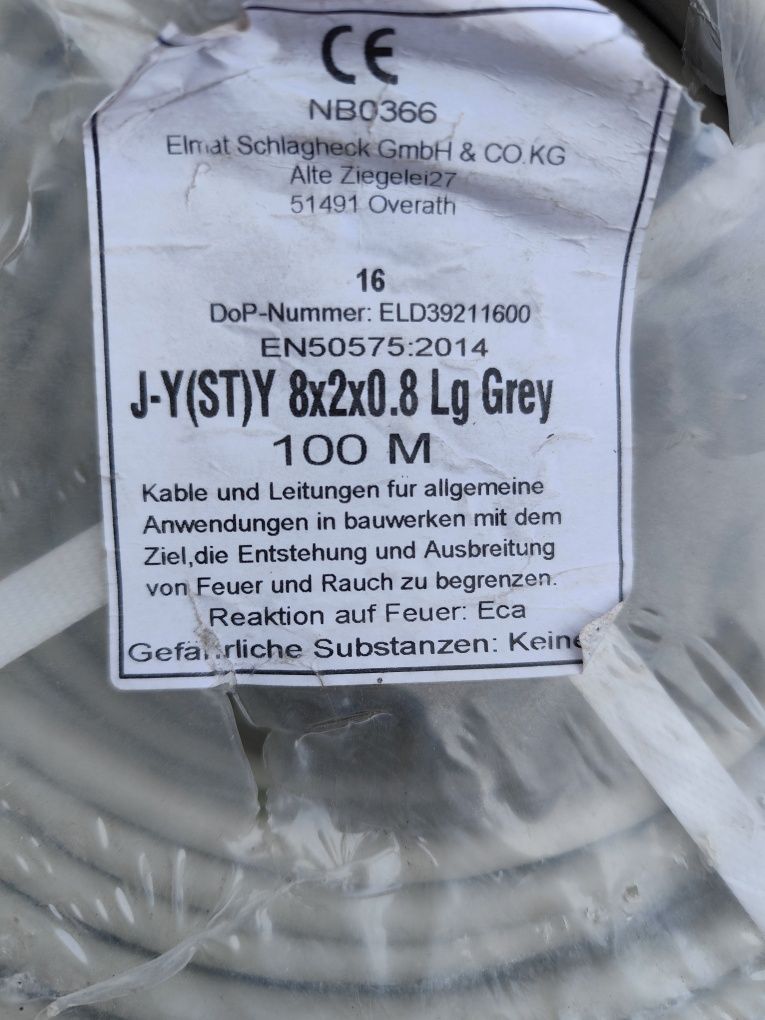 CE
NB0366
Elmat Schlagheck GmbH & CO.KG
Alte Ziegelei27
51491 Overath
16
DoP-Nummer: ELD39211600
EN50575:2014
J-Y(ST)Y 8x2x0.8 Lg Grey
100 M
Kable und Leitungen für allgemeine
Anwendungen in bauwerken mit dem
Ziel,die Entstehung und Ausbreitung
von Feuer und Rauch zu begrenzen.
Reaktion auf Feuer: Eca
Gefährliche Substanzen: Keine